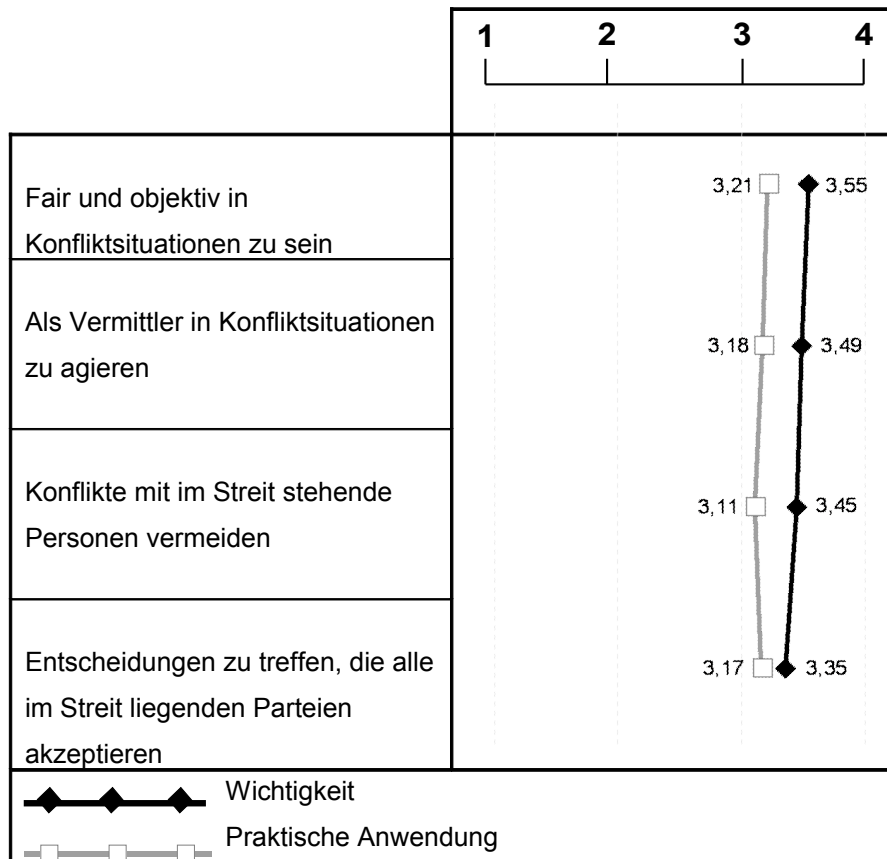 1 2 3 4
Fair und objektiv in
Konfliktsituationen zu sein
3,21 3,55
Als Vermittler in Konfliktsituationen
zu agieren
3,18 3,49
Konflikte mit im Streit stehende
Personen vermeiden
3,11 3,45
Entscheidungen zu treffen, die alle
im Streit liegenden Parteien
akzeptieren
3,17 3,35
Wichtigkeit
Praktische Anwendung